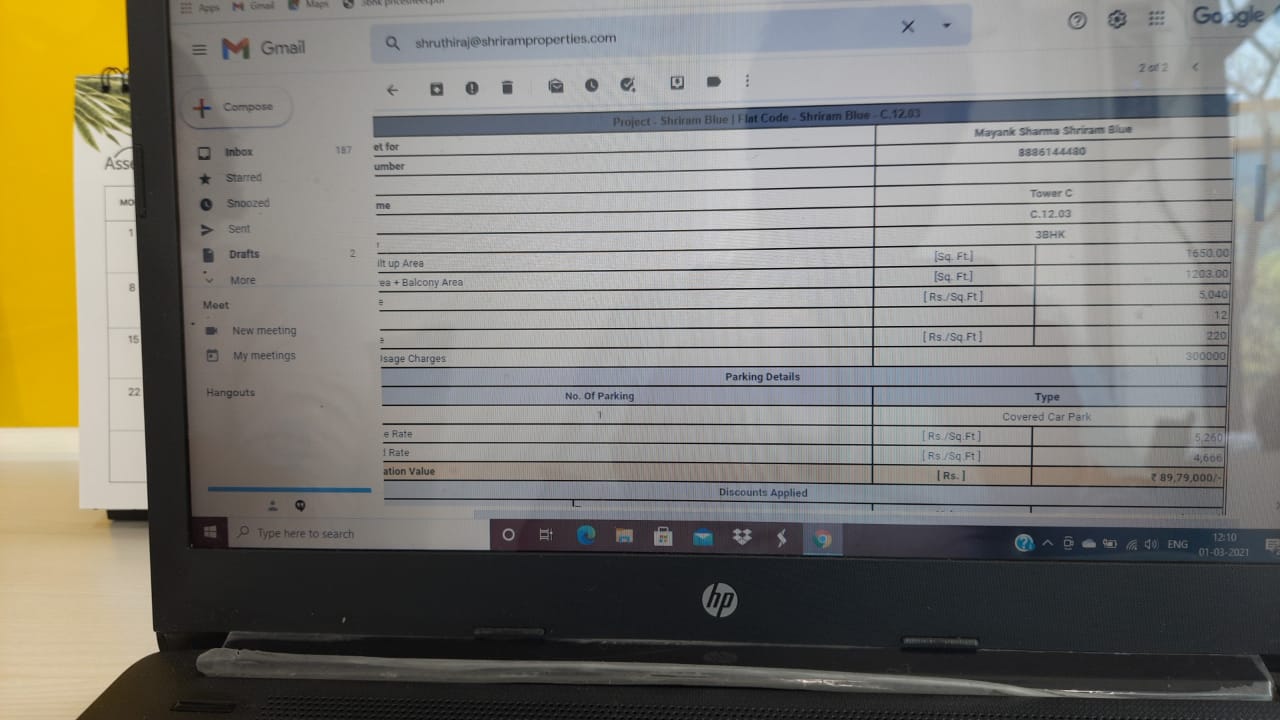 Apps Gmail Maps 3bhk pricesheet.pdf
Gmail
shruthiraj@shriramproperties.com
Google
2 of 2
Compose
Inbox 187
Starred
Snoozed
Sent
Drafts 2
More
Meet
New meeting
My meetings
Hangouts
Project - Shriram Blue | Flat Code - Shriram Blue - C.12.03
et for Mayank Sharma Shriram Blue
umber 8886144480
me Tower C
C.12.03
r 3BHK
ilt up Area [Sq. Ft.] 1650.00
rea + Balcony Area [Sq. Ft.] 1203.00
e [Rs./Sq.Ft] 5,040
12
e [Rs./Sq.Ft] 220
Usage Charges 300000
Parking Details
No. Of Parking Type
1 Covered Car Park
e Rate [Rs./Sq.Ft] 5,260
d Rate [Rs./Sq.Ft] 4,666
ation Value [Rs.] ₹ 89,79,000/-
Discounts Applied
Type here to search
ENG
12:10
01-03-2021
hp
Asse
MO
1
8
15
22